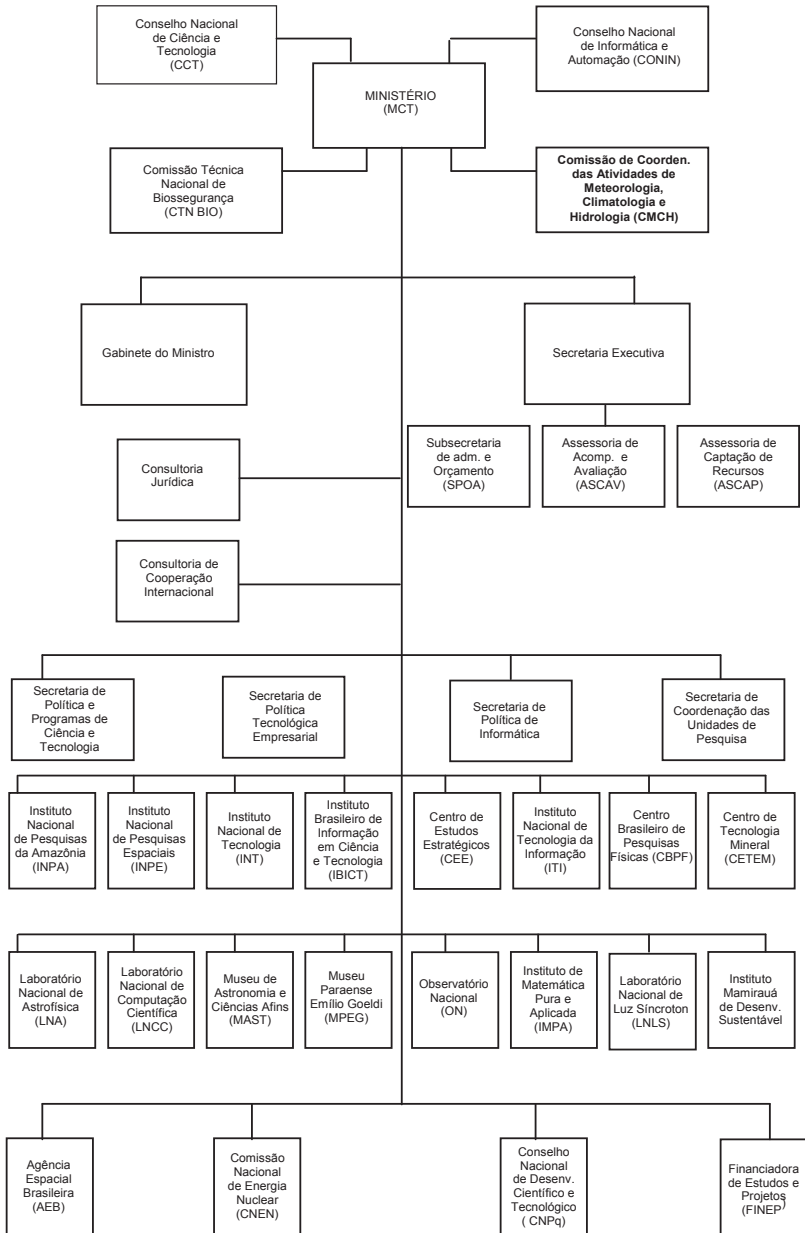 Conselho Nacional
de Ciência e
Tecnologia
(CCT)
Conselho Nacional
de Informática e
Automação (CONIN)
MINISTÉRIO
(MCT)
Comissão Técnica
Nacional de
Biossegurança
(CTN BIO)
Comissão de Coorden.
das Atividades de
Meteorologia,
Climatologia e
Hidrologia (CMCH)
Gabinete do Ministro
Secretaria Executiva
Subsecretaria
de adm. e
Orçamento
(SPOA)
Assessoria de
Acomp. e
Avaliação
(ASCAV)
Assessoria de
Captação de
Recursos
(ASCAP)
Consultoria
Jurídica
Consultoria de
Cooperação
Internacional
Secretaria de
Política e
Programas de
Ciência e
Tecnologia
Secretaria de
Política
Tecnológica
Empresarial
Secretaria de
Política de
Informática
Secretaria de
Coordenação das
Unidades de
Pesquisa
Instituto
Nacional
de Pesquisas
da Amazônia
(INPA)
Instituto
Nacional
de Pesquisas
Espaciais
(INPE)
Instituto
Nacional de
Tecnologia
(INT)
Instituto
Brasileiro de
Informação
em Ciência
e Tecnologia
(IBICT)
Centro de
Estudos
Estratégicos
(CEE)
Instituto
Nacional de
Tecnologia da
Informação
(ITI)
Centro
Brasileiro de
Pesquisas
Físicas (CBPF)
Centro de
Tecnologia
Mineral
(CETEM)
Laboratório
Nacional de
Astrofísica
(LNA)
Laboratório
Nacional de
Computação
Científica
(LNCC)
Museu de
Astronomia e
Ciências Afins
(MAST)
Museu
Paraense
Emílio Goeldi
(MPEG)
Observatório
Nacional
(ON)
Instituto de
Matemática
Pura e
Aplicada
(IMPA)
Laboratório
Nacional de
Luz Síncroton
(LNLS)
Instituto
Mamirauá
de Desenv.
Sustentável
Agência
Espacial
Brasileira
(AEB)
Comissão
Nacional
de Energia
Nuclear
(CNEN)
Conselho
Nacional
de Desenv.
Científico e
Tecnológico
( CNPq)
Financiadora
de Estudos e
Projetos
(FINEP)